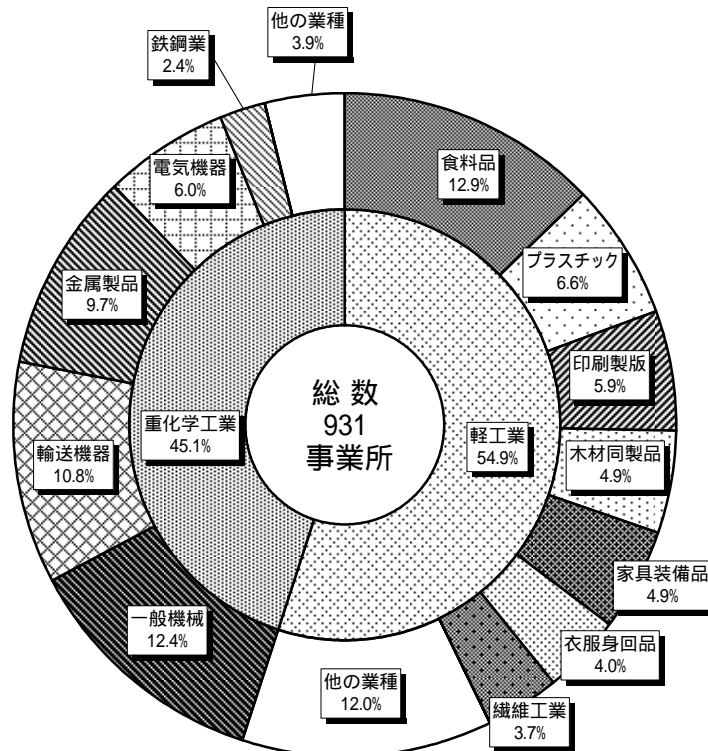 他の業種
3.9%
鉄鋼業
2.4%
電気機器
6.0%
食料品
12.9%
プラスチック
6.6%
金属製品
9.7%
印刷製版
5.9%
総数
931
事業所
重化学工業
45.1%
軽工業
54.9%
輸送機器
10.8%
木材同製品
4.9%
家具装備品
4.9%
一般機械
12.4%
衣服身回品
4.0%
他の業種
12.0%
繊維工業
3.7%